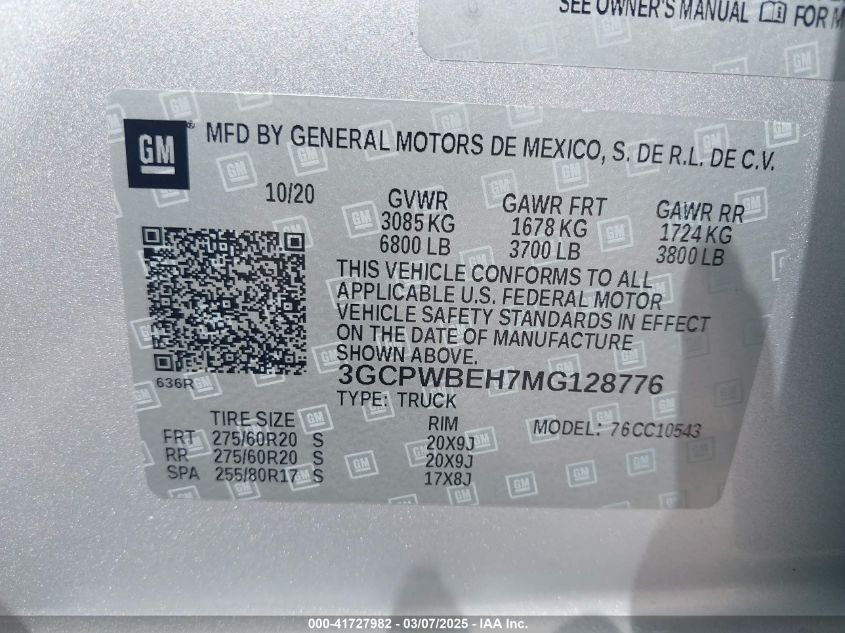 SEE OWNER'S MANUAL FOR M
GM ® MFD BY GENERAL MOTORS DE MEXICO, S. DE R.L. DE C.V.
10/20 GVWR GAWR FRT GAWR RR
3085 KG 1678 KG 1724 KG
6800 LB 3700 LB 3800 LB
THIS VEHICLE CONFORMS TO ALL
APPLICABLE U.S. FEDERAL MOTOR
VEHICLE SAFETY STANDARDS IN EFFECT
ON THE DATE OF MANUFACTURE
SHOWN ABOVE.
636R
3GCPWBEH7MG128776
TYPE: TRUCK
TIRE SIZE RIM MODEL: 76CC10543
FRT 275/60R20 S 20X9J
RR 275/60R20 S 20X9J
SPA 255/80R17 S 17X8J
000-41727982 - 03/07/2025 - IAA Inc.